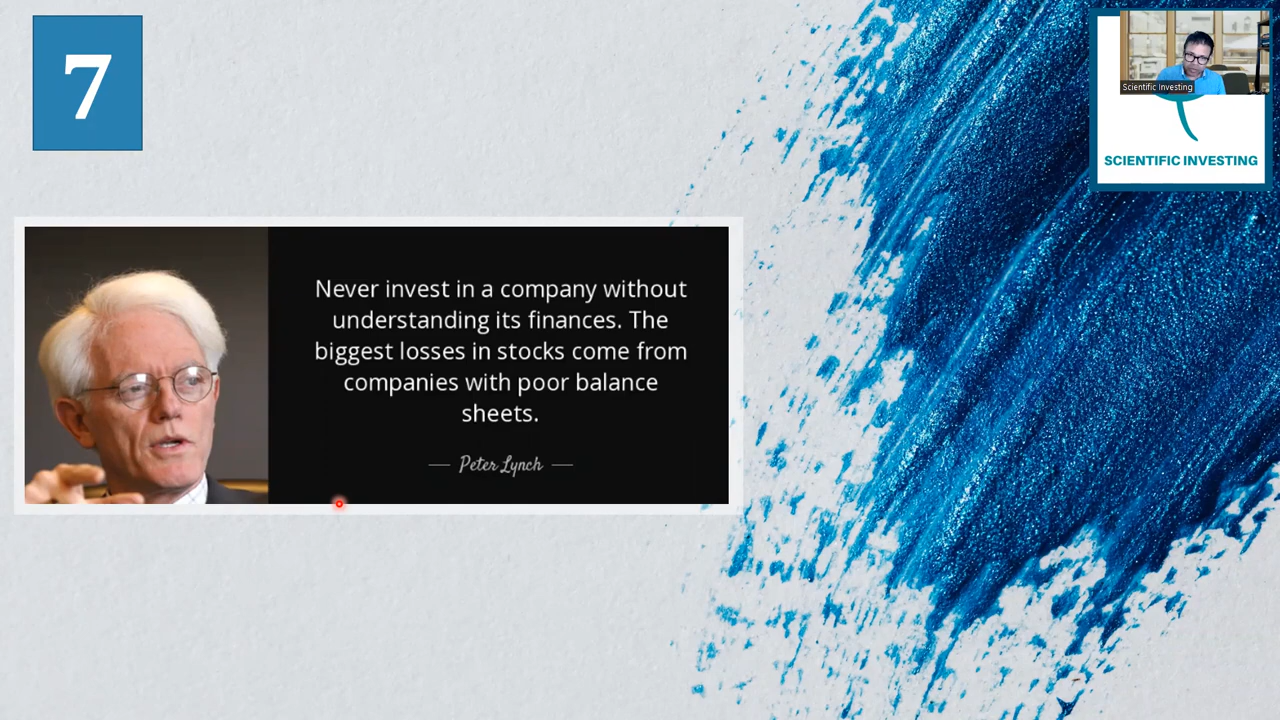 7
Scientific Investing
SCIENTIFIC INVESTING
Never invest in a company without
understanding its finances. The
biggest losses in stocks come from
companies with poor balance
sheets.
— Peter Lynch —